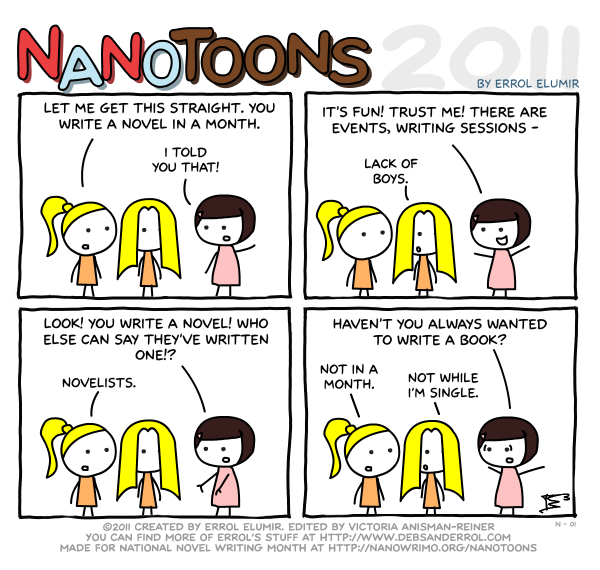 NANOTOONS 2011
BY ERROL ELUMIR
LET ME GET THIS STRAIGHT. YOU
WRITE A NOVEL IN A MONTH.
I TOLD
YOU THAT!
IT'S FUN! TRUST ME! THERE ARE
EVENTS, WRITING SESSIONS –
LACK OF
BOYS.
LOOK! YOU WRITE A NOVEL! WHO
ELSE CAN SAY THEY'VE WRITTEN
ONE!?
NOVELISTS.
HAVEN'T YOU ALWAYS WANTED
TO WRITE A BOOK?
NOT IN A
MONTH.
NOT WHILE
I'M SINGLE.
N - 01
©2011 CREATED BY ERROL ELUMIR. EDITED BY VICTORIA ANISMAN-REINER
YOU CAN FIND MORE OF ERROL'S STUFF AT HTTP://WWW.DEBSANDERROL.COM
MADE FOR NATIONAL NOVEL WRITING MONTH AT HTTP://NANOWRIMO.ORG/NANOTOONS